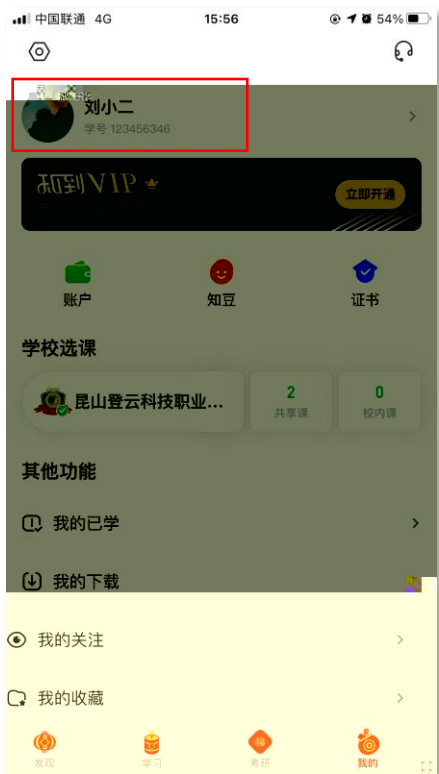 中国联通 4G 15:56 54%
刘小二
学号 123456346
知到VIP
立即开通
账户 知豆 证书
学校选课
昆山登云科技职业... 2 共享课 0 校内课
其他功能
我的已学
我的下载
我的关注
我的收藏
发现 学习 考研 我的